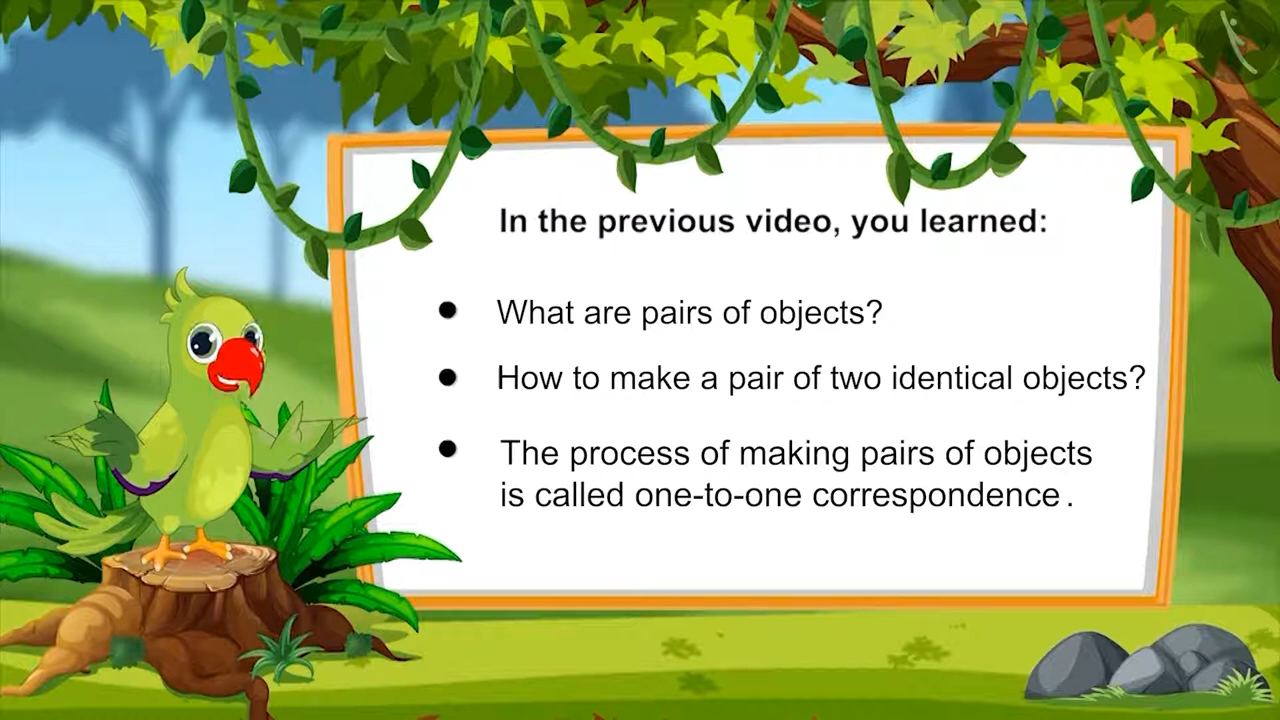 In the previous video, you learned:
● What are pairs of objects?
● How to make a pair of two identical objects?
● The process of making pairs of objects
is called one-to-one correspondence .